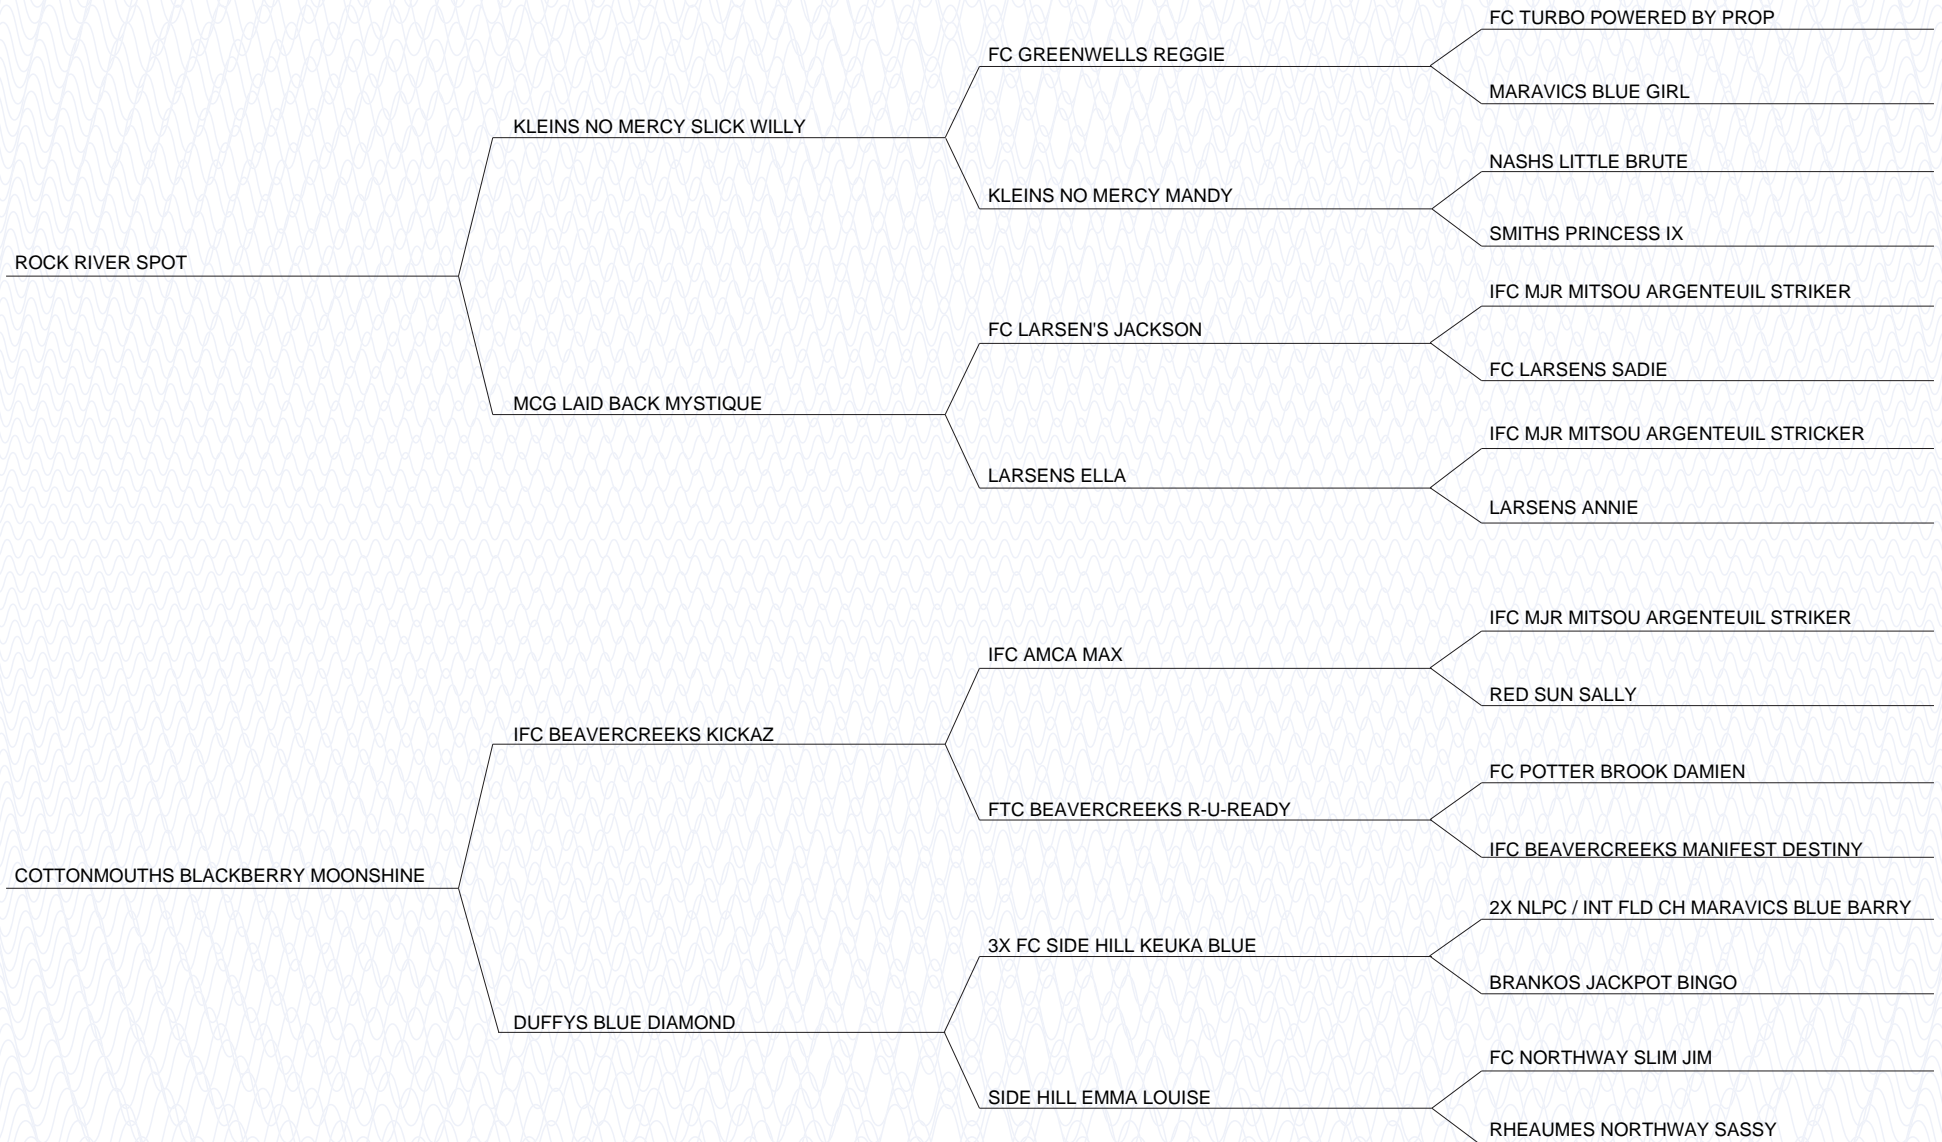 FC TURBO POWERED BY PROP
FC GREENWELLS REGGIE
MARAVICS BLUE GIRL
KLEINS NO MERCY SLICK WILLY
NASHS LITTLE BRUTE
KLEINS NO MERCY MANDY
SMITHS PRINCESS IX
ROCK RIVER SPOT
IFC MJR MITSOU ARGENTEUIL STRIKER
FC LARSEN'S JACKSON
FC LARSENS SADIE
MCG LAID BACK MYSTIQUE
IFC MJR MITSOU ARGENTEUIL STRICKER
LARSENS ELLA
LARSENS ANNIE
IFC MJR MITSOU ARGENTEUIL STRIKER
IFC AMCA MAX
RED SUN SALLY
IFC BEAVERCREEKS KICKAZ
FC POTTER BROOK DAMIEN
FTC BEAVERCREEKS R-U-READY
IFC BEAVERCREEKS MANIFEST DESTINY
COTTONMOUTHS BLACKBERRY MOONSHINE
2X NLPC / INT FLD CH MARAVICS BLUE BARRY
3X FC SIDE HILL KEUKA BLUE
BRANKOS JACKPOT BINGO
DUFFYS BLUE DIAMOND
FC NORTHWAY SLIM JIM
SIDE HILL EMMA LOUISE
RHEAUMES NORTHWAY SASSY